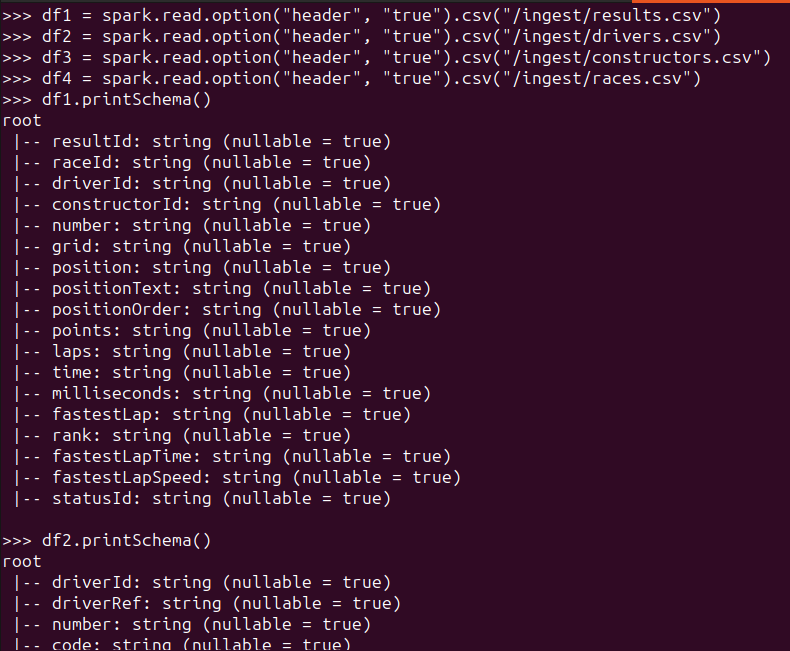 >>> df1 = spark.read.option("header", "true").csv("/ingest/results.csv")
>>> df2 = spark.read.option("header", "true").csv("/ingest/drivers.csv")
>>> df3 = spark.read.option("header", "true").csv("/ingest/constructors.csv")
>>> df4 = spark.read.option("header", "true").csv("/ingest/races.csv")
>>> df1.printSchema()
root
 |-- resultId: string (nullable = true)
 |-- raceId: string (nullable = true)
 |-- driverId: string (nullable = true)
 |-- constructorId: string (nullable = true)
 |-- number: string (nullable = true)
 |-- grid: string (nullable = true)
 |-- position: string (nullable = true)
 |-- positionText: string (nullable = true)
 |-- positionOrder: string (nullable = true)
 |-- points: string (nullable = true)
 |-- laps: string (nullable = true)
 |-- time: string (nullable = true)
 |-- milliseconds: string (nullable = true)
 |-- fastestLap: string (nullable = true)
 |-- rank: string (nullable = true)
 |-- fastestLapTime: string (nullable = true)
 |-- fastestLapSpeed: string (nullable = true)
 |-- statusId: string (nullable = true)

>>> df2.printSchema()
root
 |-- driverId: string (nullable = true)
 |-- driverRef: string (nullable = true)
 |-- number: string (nullable = true)
 |-- code: string (nullable = true)